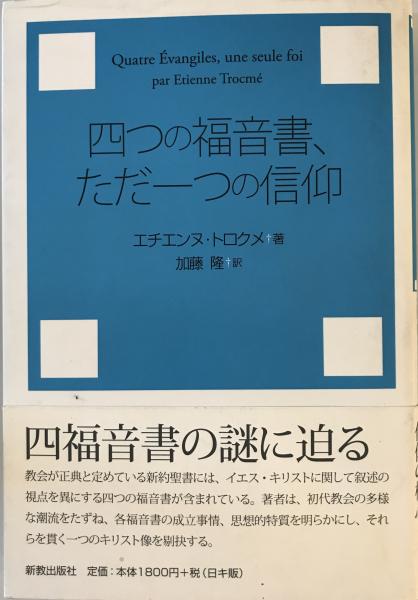 Quatre Évangiles, une seule foi
par Etienne Trocmé
四つの福音書、
ただ一つの信仰
エチエンヌ・トロクメ†著
加藤 隆†訳
四福音書の謎に迫る
教会が正典と定めている新約聖書には、イエス・キリストに関して叙述の
視点を異にする四つの福音書が含まれている。著者は、初代教会の多様
な潮流をたずね、各福音書の成立事情、思想的特質を明らかにし、それ
らを貫く一つのキリスト像を剔抉する。
新教出版社 定価:本体1800円+税(日キ販)